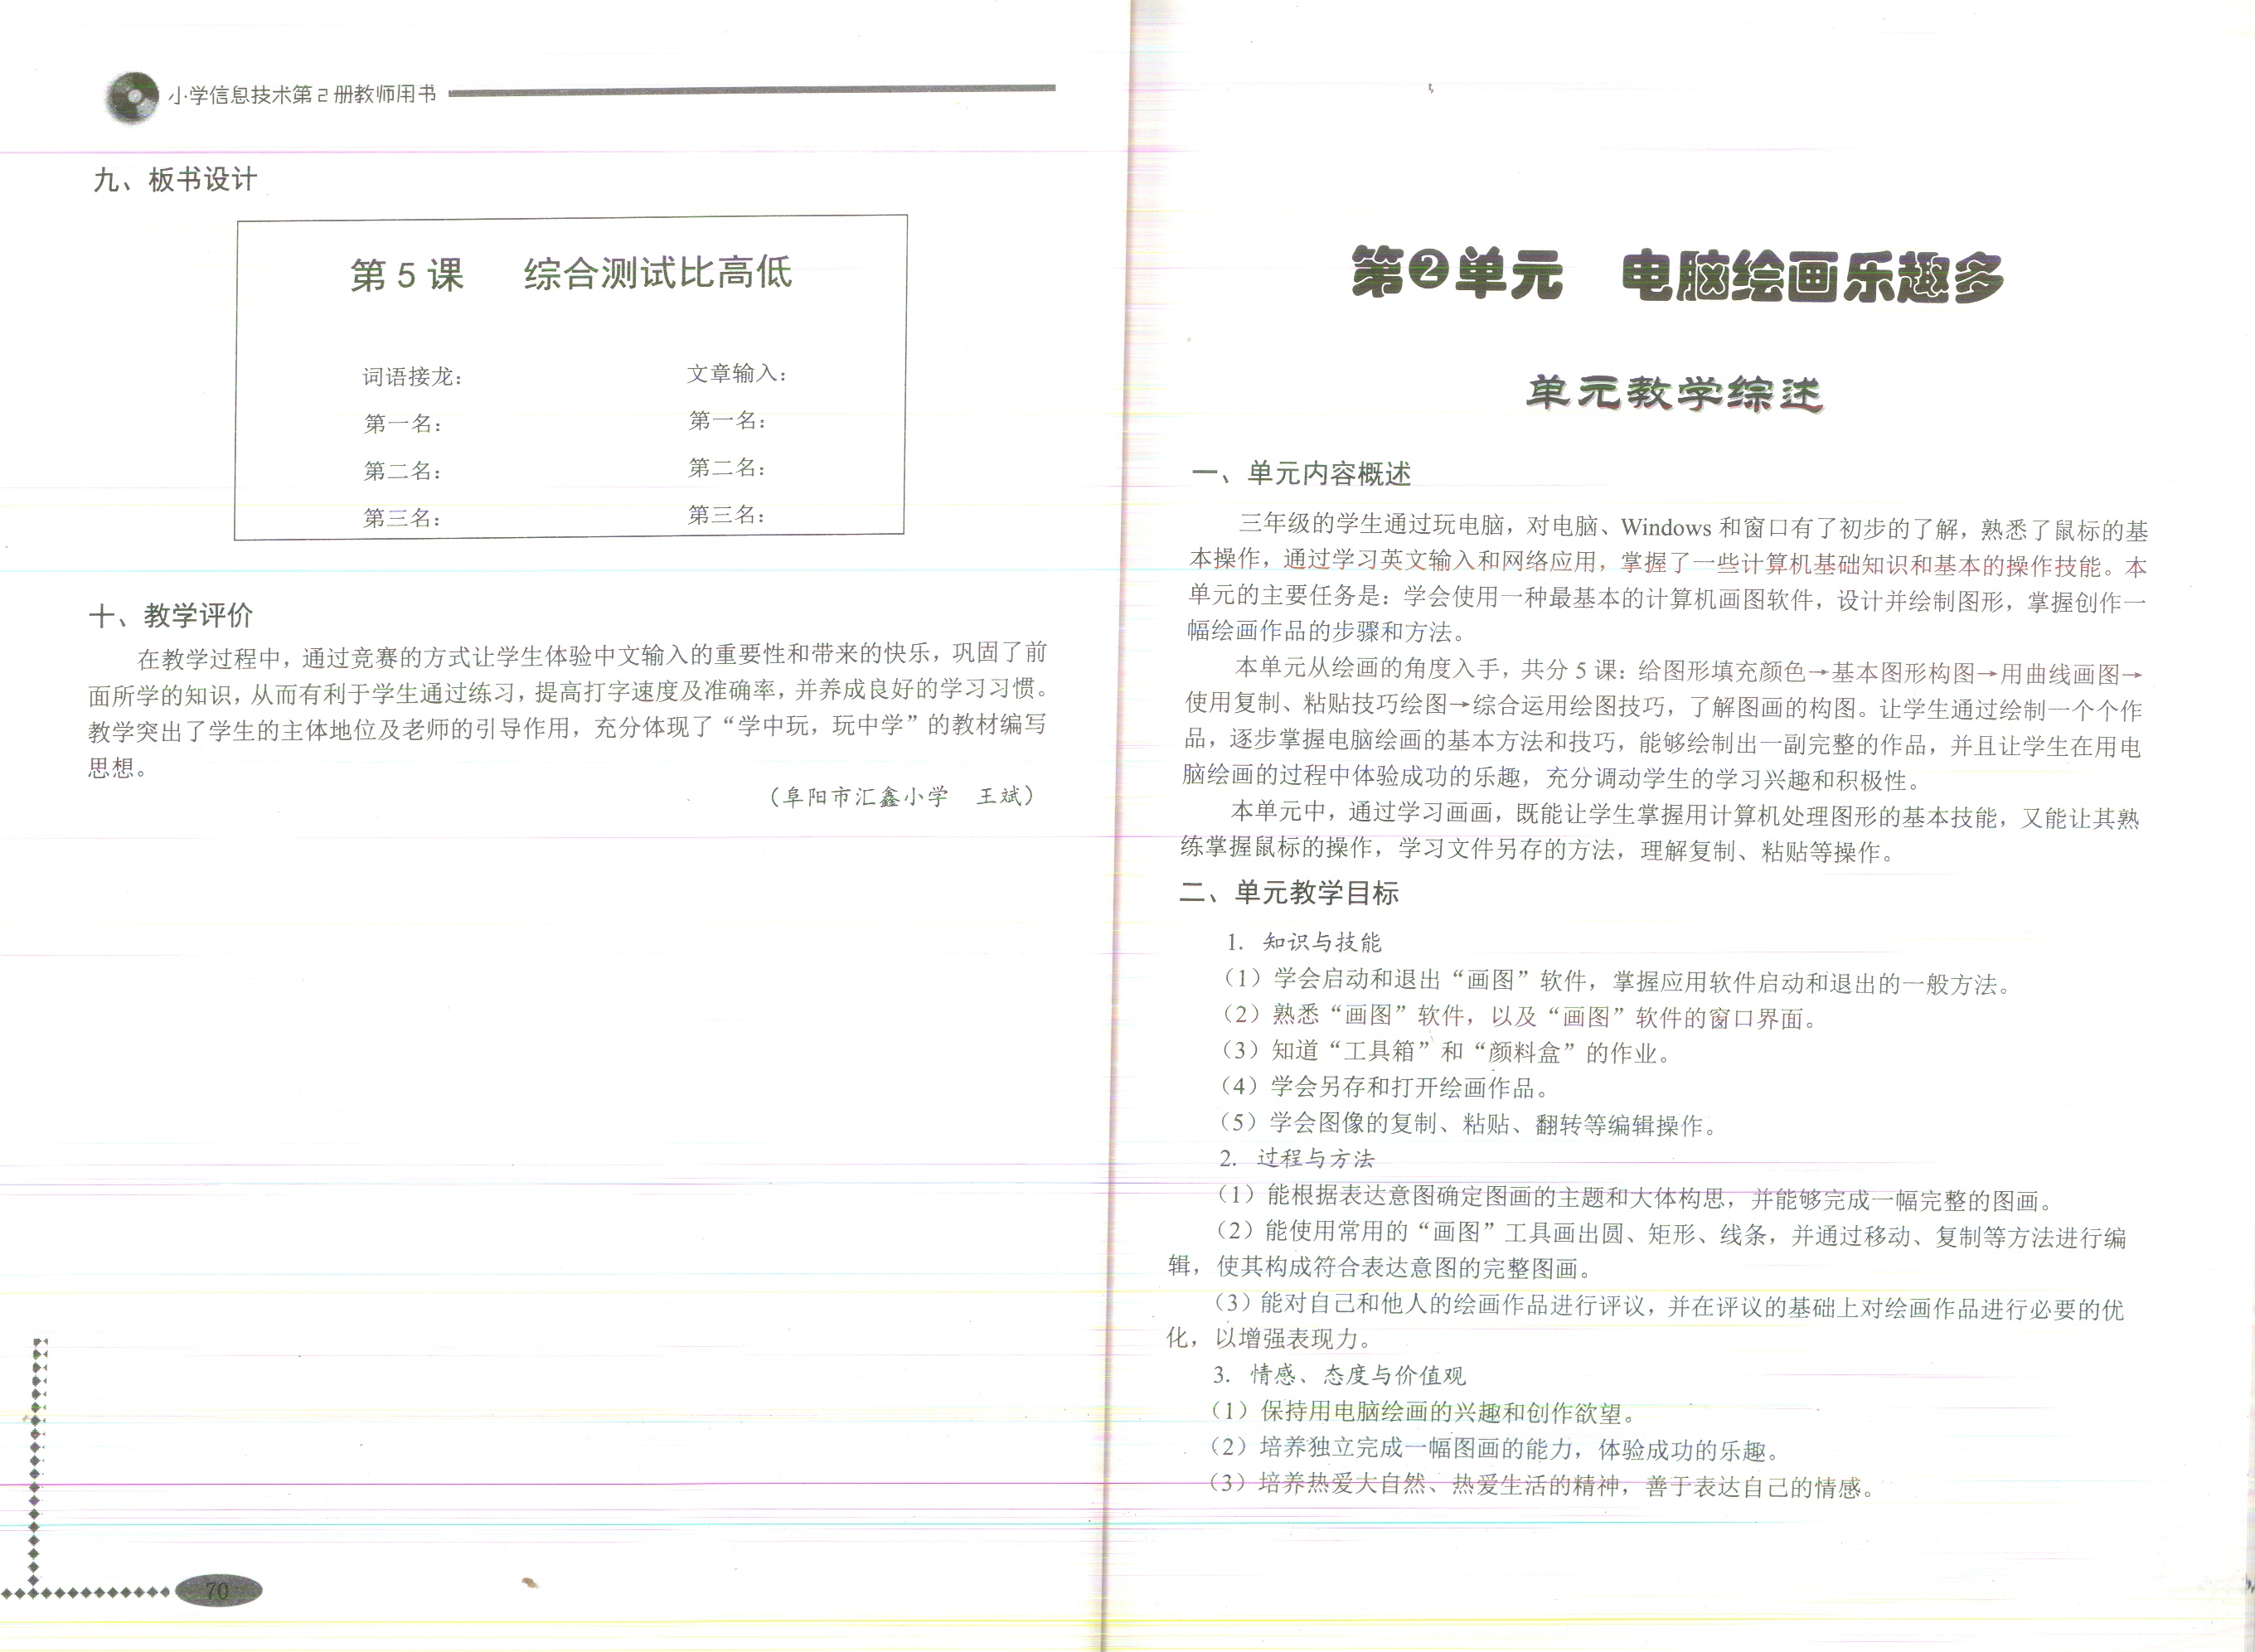 小学信息技术第2册教师用书
九、板书设计
第 5 课 综合测试比高低
词语接龙： 文章输入：
第一名： 第一名：
第二名： 第二名：
第三名： 第三名：
十、教学评价
在教学过程中，通过竞赛的方式让学生体验中文输入的重要性和带来的快乐，巩固了前
面所学的知识，从而有利于学生通过练习，提高打字速度及准确率，并养成良好的学习习惯。
教学突出了学生的主体地位及老师的引导作用，充分体现了“学中玩，玩中学”的教材编写
思想。
（阜阳市汇鑫小学 王斌）
70
第2单元 电脑绘画乐趣多
单元教学综述
一、单元内容概述
三年级的学生通过玩电脑，对电脑、Windows 和窗口有了初步的了解，熟悉了鼠标的基
本操作，通过学习英文输入和网络应用，掌握了一些计算机基础知识和基本的操作技能。本
单元的主要任务是：学会使用一种最基本的计算机画图软件，设计并绘制图形，掌握创作一
幅绘画作品的步骤和方法。
本单元从绘画的角度入手，共分 5 课：给图形填充颜色→基本图形构图→用曲线画图→
使用复制、粘贴技巧绘图→综合运用绘图技巧，了解图画的构图。让学生通过绘制一个个作
品，逐步掌握电脑绘画的基本方法和技巧，能够绘制出一副完整的作品，并且让学生在用电
脑绘画的过程中体验成功的乐趣，充分调动学生的学习兴趣和积极性。
本单元中，通过学习画画，既能让学生掌握用计算机处理图形的基本技能，又能让其熟
练掌握鼠标的操作，学习文件另存的方法，理解复制、粘贴等操作。
二、单元教学目标
1. 知识与技能
（1）学会启动和退出“画图”软件，掌握应用软件启动和退出的一般方法。
（2）熟悉“画图”软件，以及“画图”软件的窗口界面。
（3）知道“工具箱”和“颜料盒”的作业。
（4）学会另存和打开绘画作品。
（5）学会图像的复制、粘贴、翻转等编辑操作。
2. 过程与方法
（1）能根据表达意图确定图画的主题和大体构思，并能够完成一幅完整的图画。
（2）能使用常用的“画图”工具画出圆、矩形、线条，并通过移动、复制等方法进行编
辑，使其构成符合表达意图的完整图画。
（3）能对自己和他人的绘画作品进行评议，并在评议的基础上对绘画作品进行必要的优
化，以增强表现力。
3. 情感、态度与价值观
（1）保持用电脑绘画的兴趣和创作欲望。
（2）培养独立完成一幅图画的能力，体验成功的乐趣。
（3）培养热爱大自然、热爱生活的精神，善于表达自己的情感。